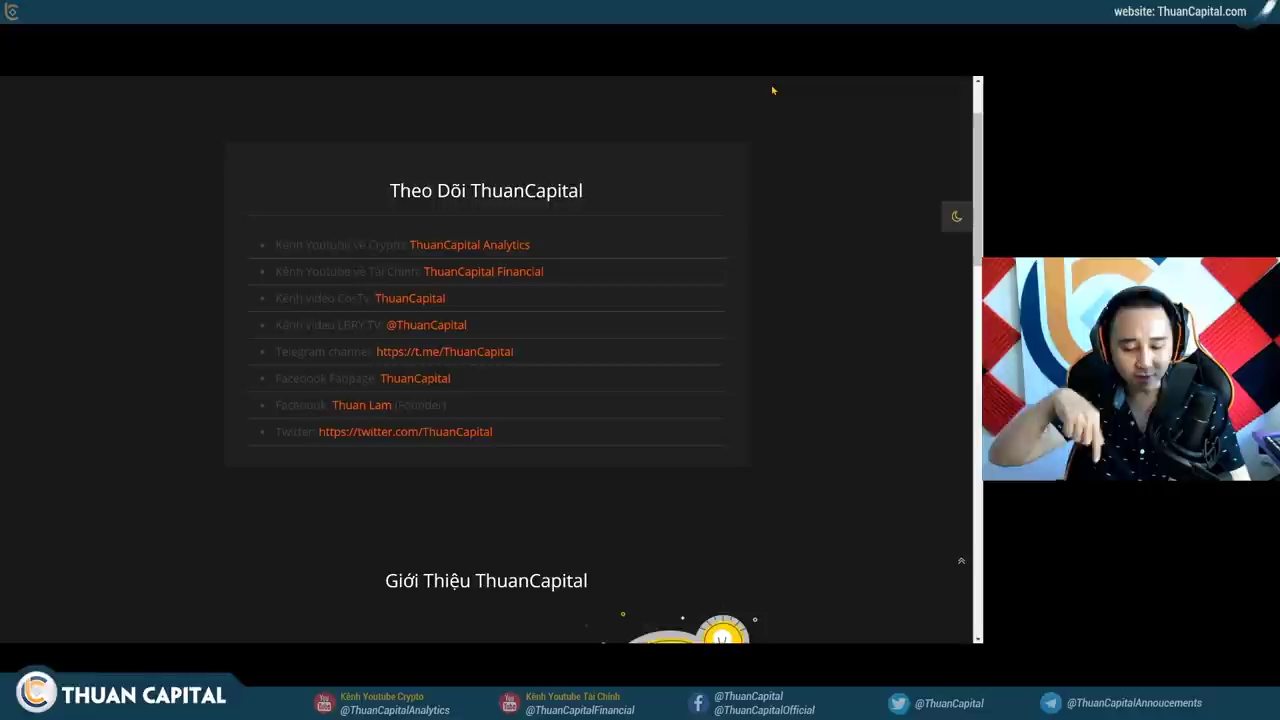 website: ThuanCapital.com
Theo Dõi ThuanCapital
Kênh Youtube về Crypto: ThuanCapital Analytics
Kênh Youtube về Tài Chính: ThuanCapital Financial
Kênh video Cos.Tv: ThuanCapital
Kênh video LBRY.TV: @ThuanCapital
Telegram channel: https://t.me/ThuanCapital
Facebook Fanpage: ThuanCapital
Facebook: Thuan Lam (Founder)
Twitter: https://twitter.com/ThuanCapital
Giới Thiệu ThuanCapital
THUAN CAPITAL
Kênh Youtube Crypto
@ThuanCapitalAnalytics
Kênh Youtube Tài Chính
@ThuanCapitalFinancial
@ThuanCapital
@ThuanCapitalOfficial
@ThuanCapital
@ThuanCapitalAnnoucements